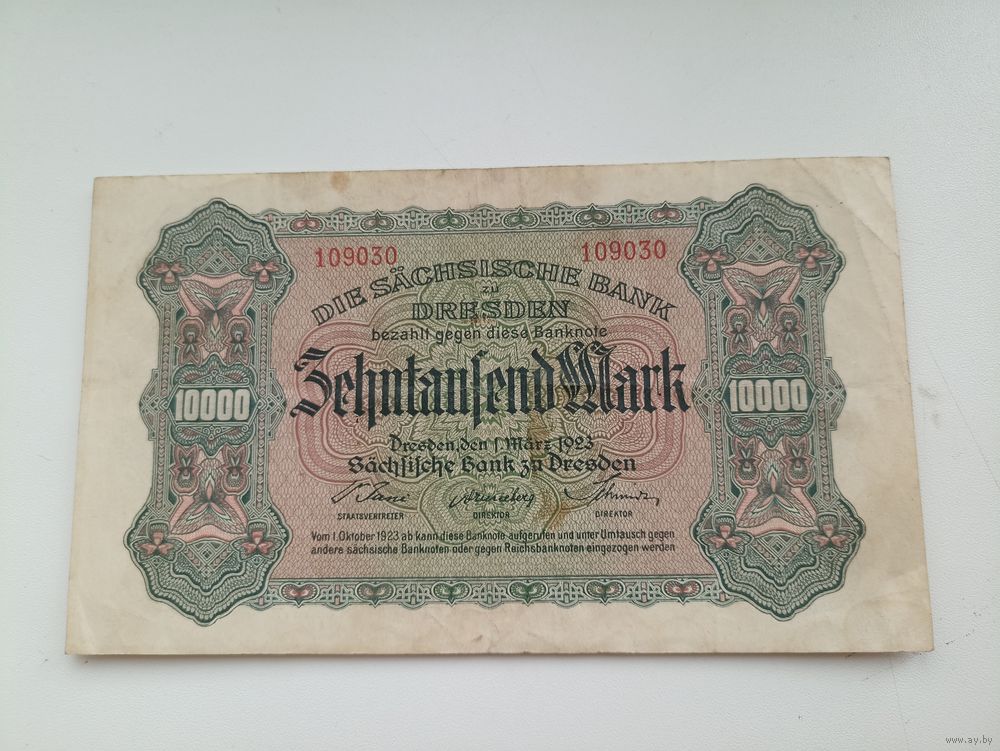 109030 109030
DIE SÄCHSISCHE BANK
zu
DRESDEN
bezahlt gegen diese Banknote
Zehntausend Mark
10000 10000
Dresden, den 1. März 1923
Sächsische Bank zu Dresden
STAATSVERTRETER DIREKTOR DIREKTOR
Vom 1. Oktober 1923 ab kann diese Banknote aufgerufen und unter Umtausch gegen
andere sächsische Banknoten oder gegen Reichsbanknoten eingezogen werden
www.ay.by